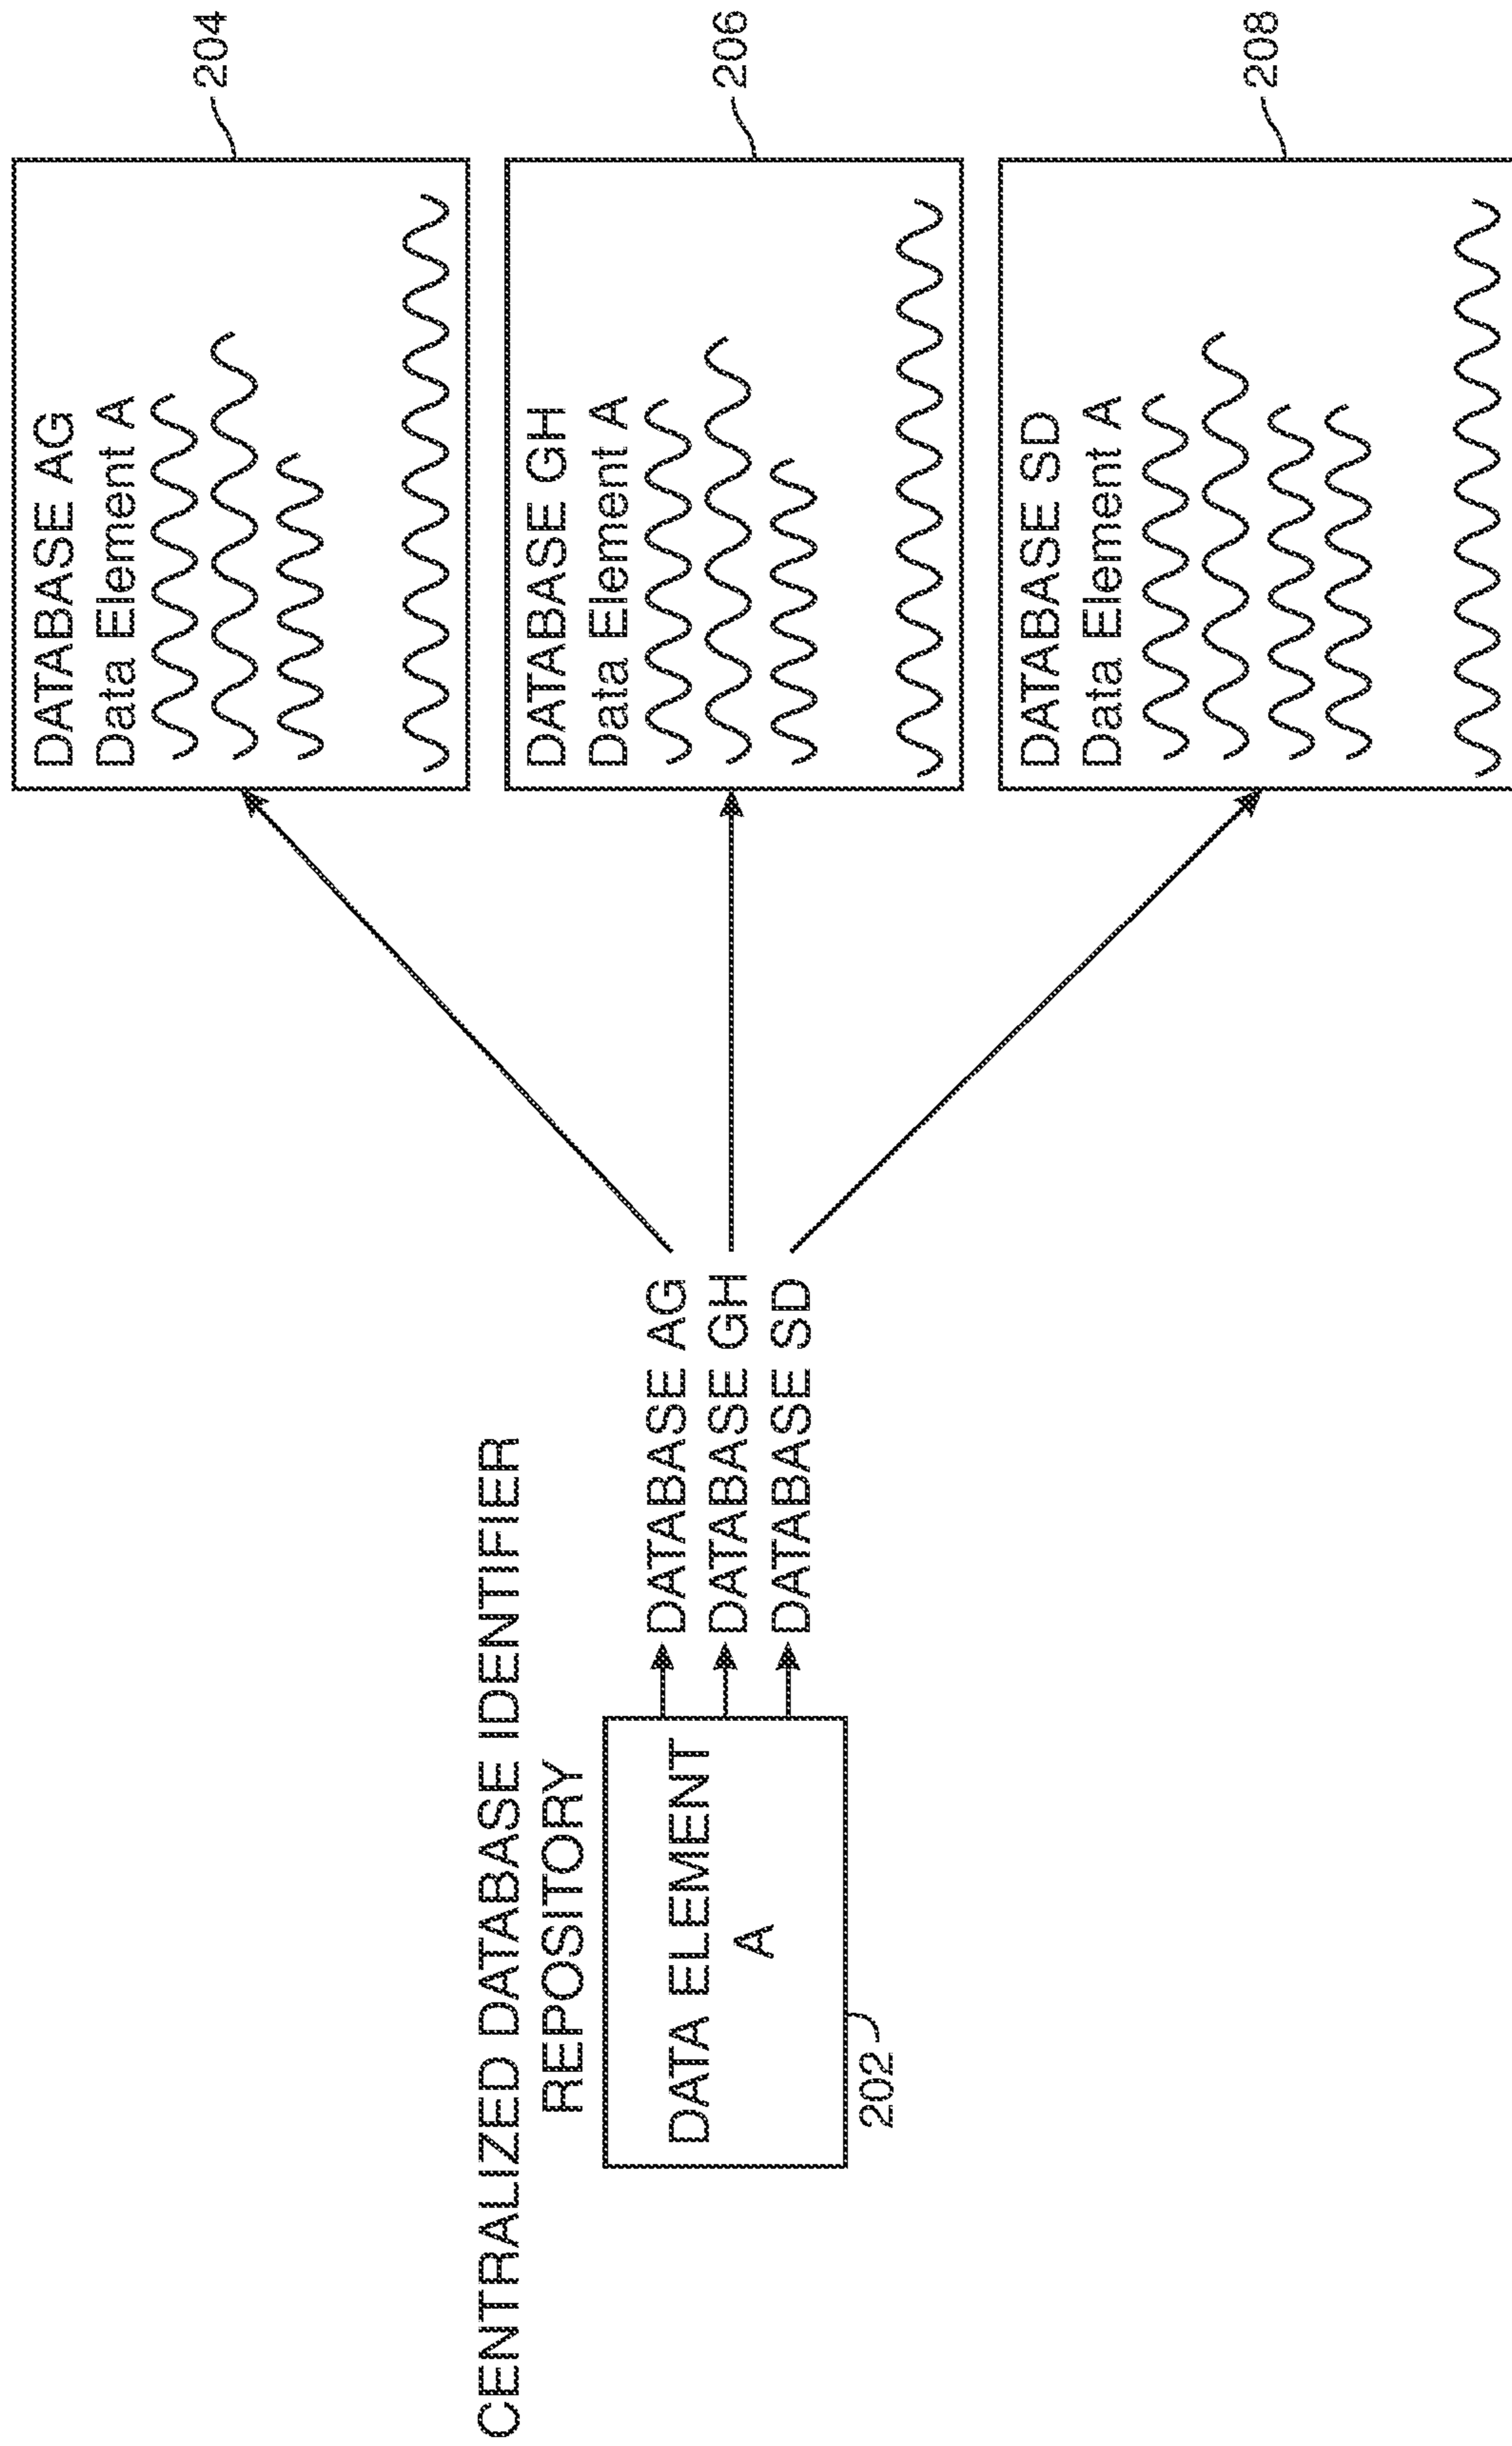 CENTRALIZED DATABASE IDENTIFIER
REPOSITORY
DATA ELEMENT
A
202
DATABASE AG
DATABASE GH
DATABASE SD
DATABASE AG
Data Element A
204
DATABASE GH
Data Element A
206
DATABASE SD
Data Element A
208